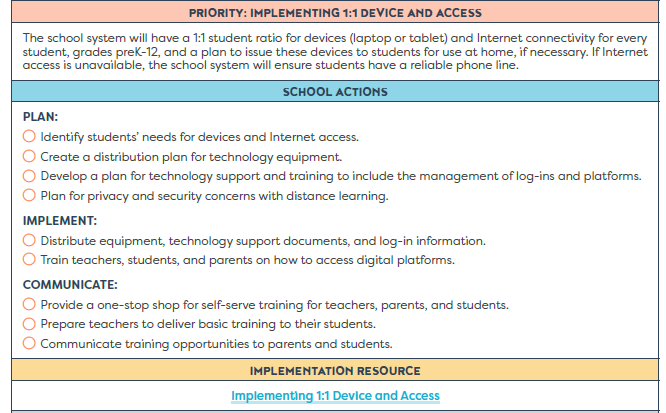 PRIORITY: IMPLEMENTING 1:1 DEVICE AND ACCESS
The school system will have a 1:1 student ratio for devices (laptop or tablet) and Internet connectivity for every
student, grades preK-12, and a plan to issue these devices to students for use at home, if necessary. If Internet
access is unavailable, the school system will ensure students have a reliable phone line.
SCHOOL ACTIONS
PLAN:
Identify students' needs for devices and Internet access.
Create a distribution plan for technology equipment.
Develop a plan for technology support and training to include the management of log-ins and platforms.
Plan for privacy and security concerns with distance learning.
IMPLEMENT:
Distribute equipment, technology support documents, and log-in information.
Train teachers, students, and parents on how to access digital platforms.
COMMUNICATE:
Provide a one-stop shop for self-serve training for teachers, parents, and students.
Prepare teachers to deliver basic training to their students.
Communicate training opportunities to parents and students.
IMPLEMENTATION RESOURCE
Implementing 1:1 Device and Access